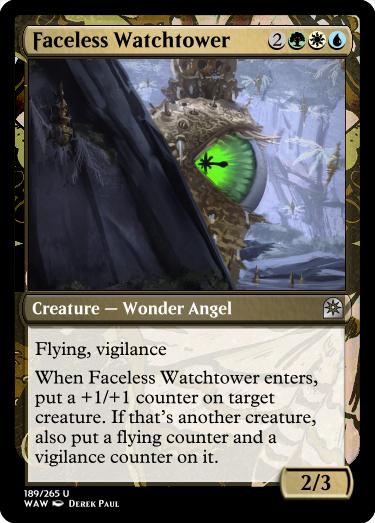 Faceless Watchtower 2
Creature — Wonder Angel
Flying, vigilance
When Faceless Watchtower enters,
put a +1/+1 counter on target
creature. If that's another creature,
also put a flying counter and a
vigilance counter on it.
2/3
189/265 U
WAW Derek Paul